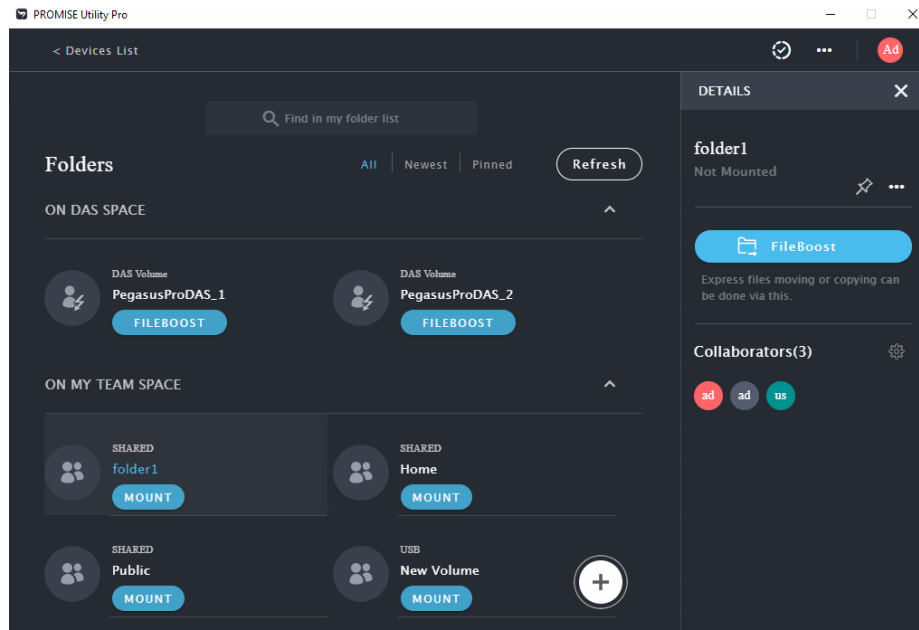 PROMISE Utility Pro
< Devices List
Ad
Find in my folder list
Folders
All
Newest
Pinned
Refresh
ON DAS SPACE
DAS Volume
PegasusProDAS_1
FILEBOOST
DAS Volume
PegasusProDAS_2
FILEBOOST
ON MY TEAM SPACE
SHARED
folder1
MOUNT
SHARED
Home
MOUNT
SHARED
Public
MOUNT
USB
New Volume
MOUNT
DETAILS
folder1
Not Mounted
FileBoost
Express files moving or copying can
be done via this.
Collaborators(3)
ad
ad
us